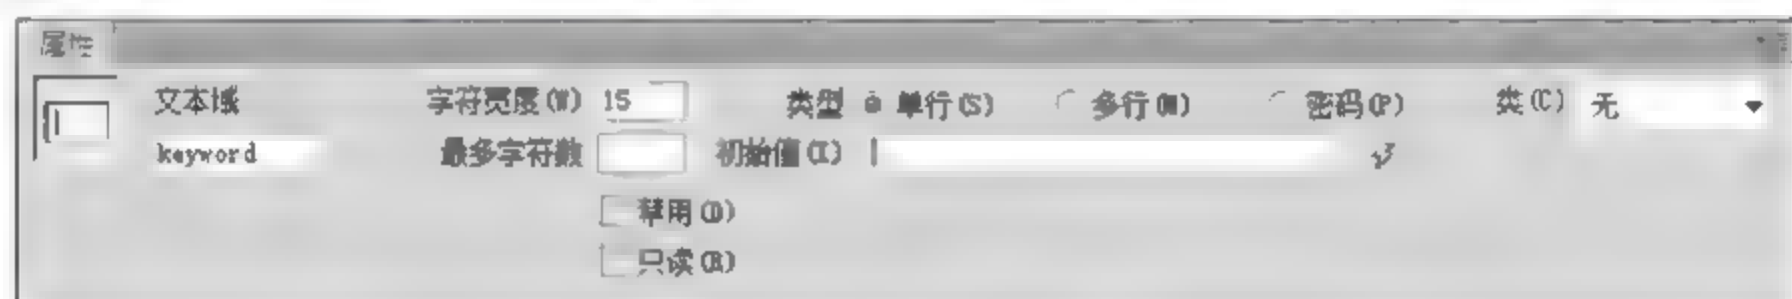 属性
文本域 字符宽度(W) 15 类型 单行(S) 多行(M) 密码(P) 类(C) 无
keyword 最多字符数 初始值(I)
禁用(D)
只读(R)